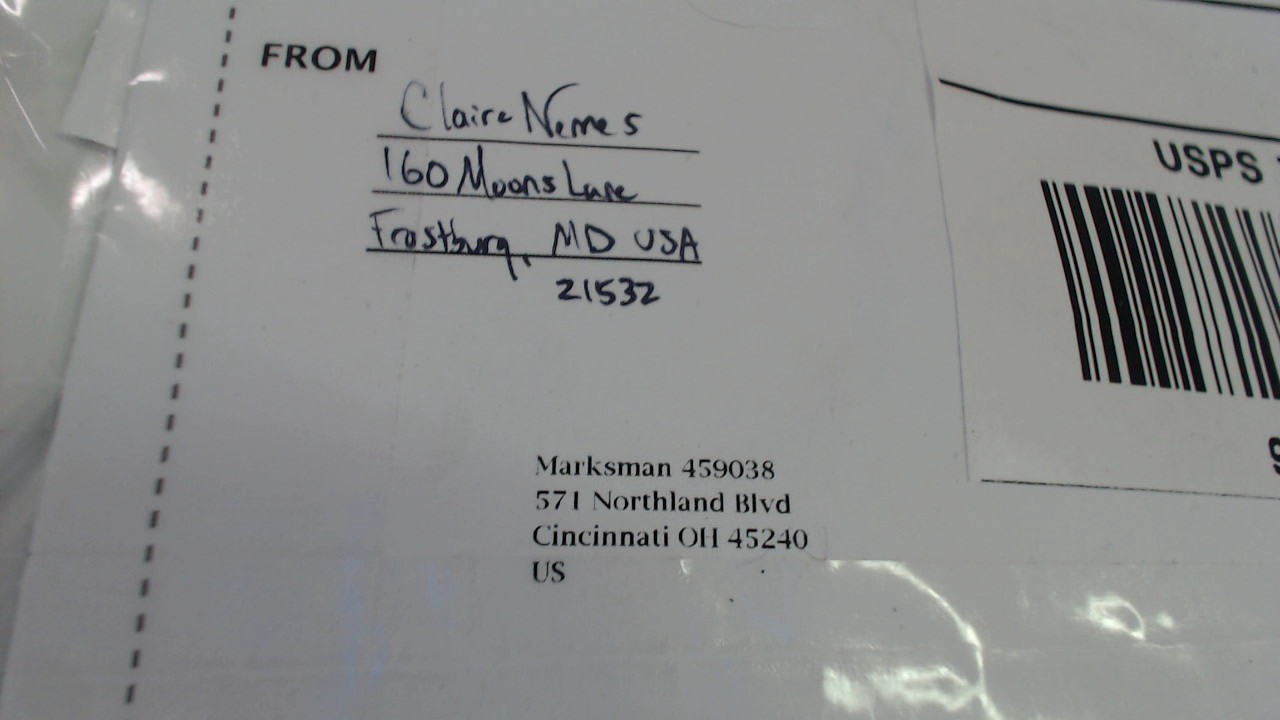 FROM
Claire Nemes
160 Moons Lane
Frostburg, MD USA
21532
USPS
Marksman 459038
571 Northland Blvd
Cincinnati OH 45240
US